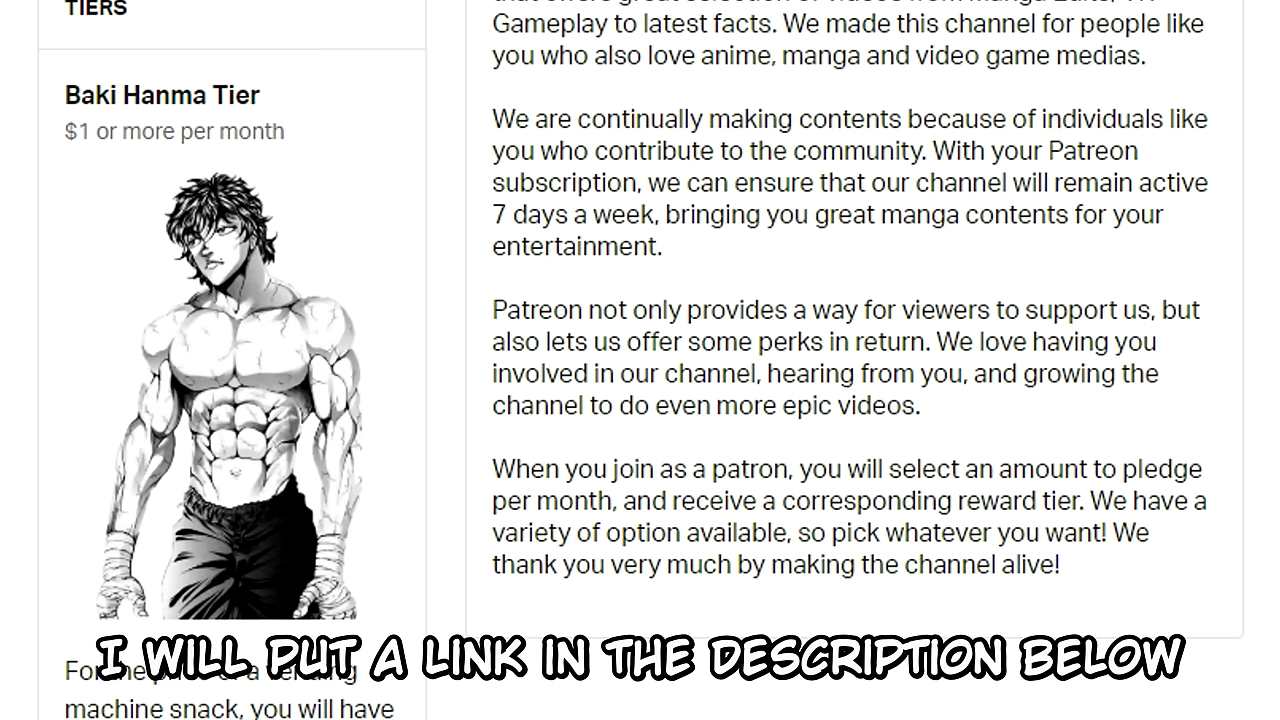 TIERS
Baki Hanma Tier
$1 or more per month
machine snack, you will have
Gameplay to latest facts. We made this channel for people like
you who also love anime, manga and video game medias.
We are continually making contents because of individuals like
you who contribute to the community. With your Patreon
subscription, we can ensure that our channel will remain active
7 days a week, bringing you great manga contents for your
entertainment.
Patreon not only provides a way for viewers to support us, but
also lets us offer some perks in return. We love having you
involved in our channel, hearing from you, and growing the
channel to do even more epic videos.
When you join as a patron, you will select an amount to pledge
per month, and receive a corresponding reward tier. We have a
variety of option available, so pick whatever you want! We
thank you very much by making the channel alive!
I WILL PUT A LINK IN THE DESCRIPTION BELOW